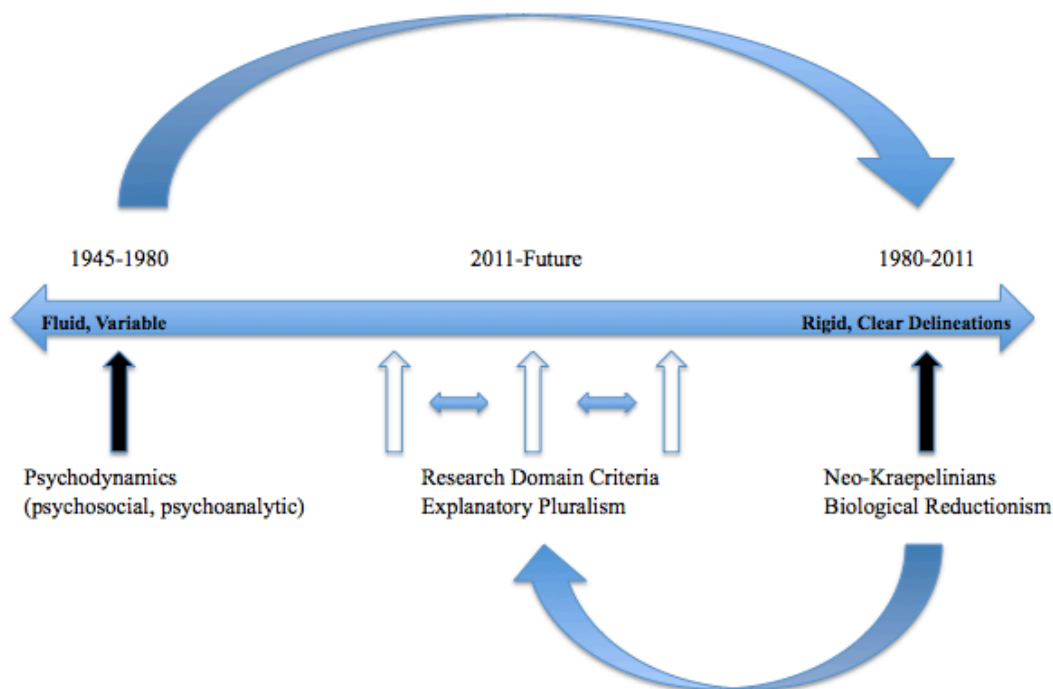 1945-1980
2011-Future
1980-2011
Fluid, Variable
Rigid, Clear Delineations
Psychodynamics
(psychosocial, psychoanalytic)
Research Domain Criteria
Explanatory Pluralism
Neo-Kraepelinians
Biological Reductionism